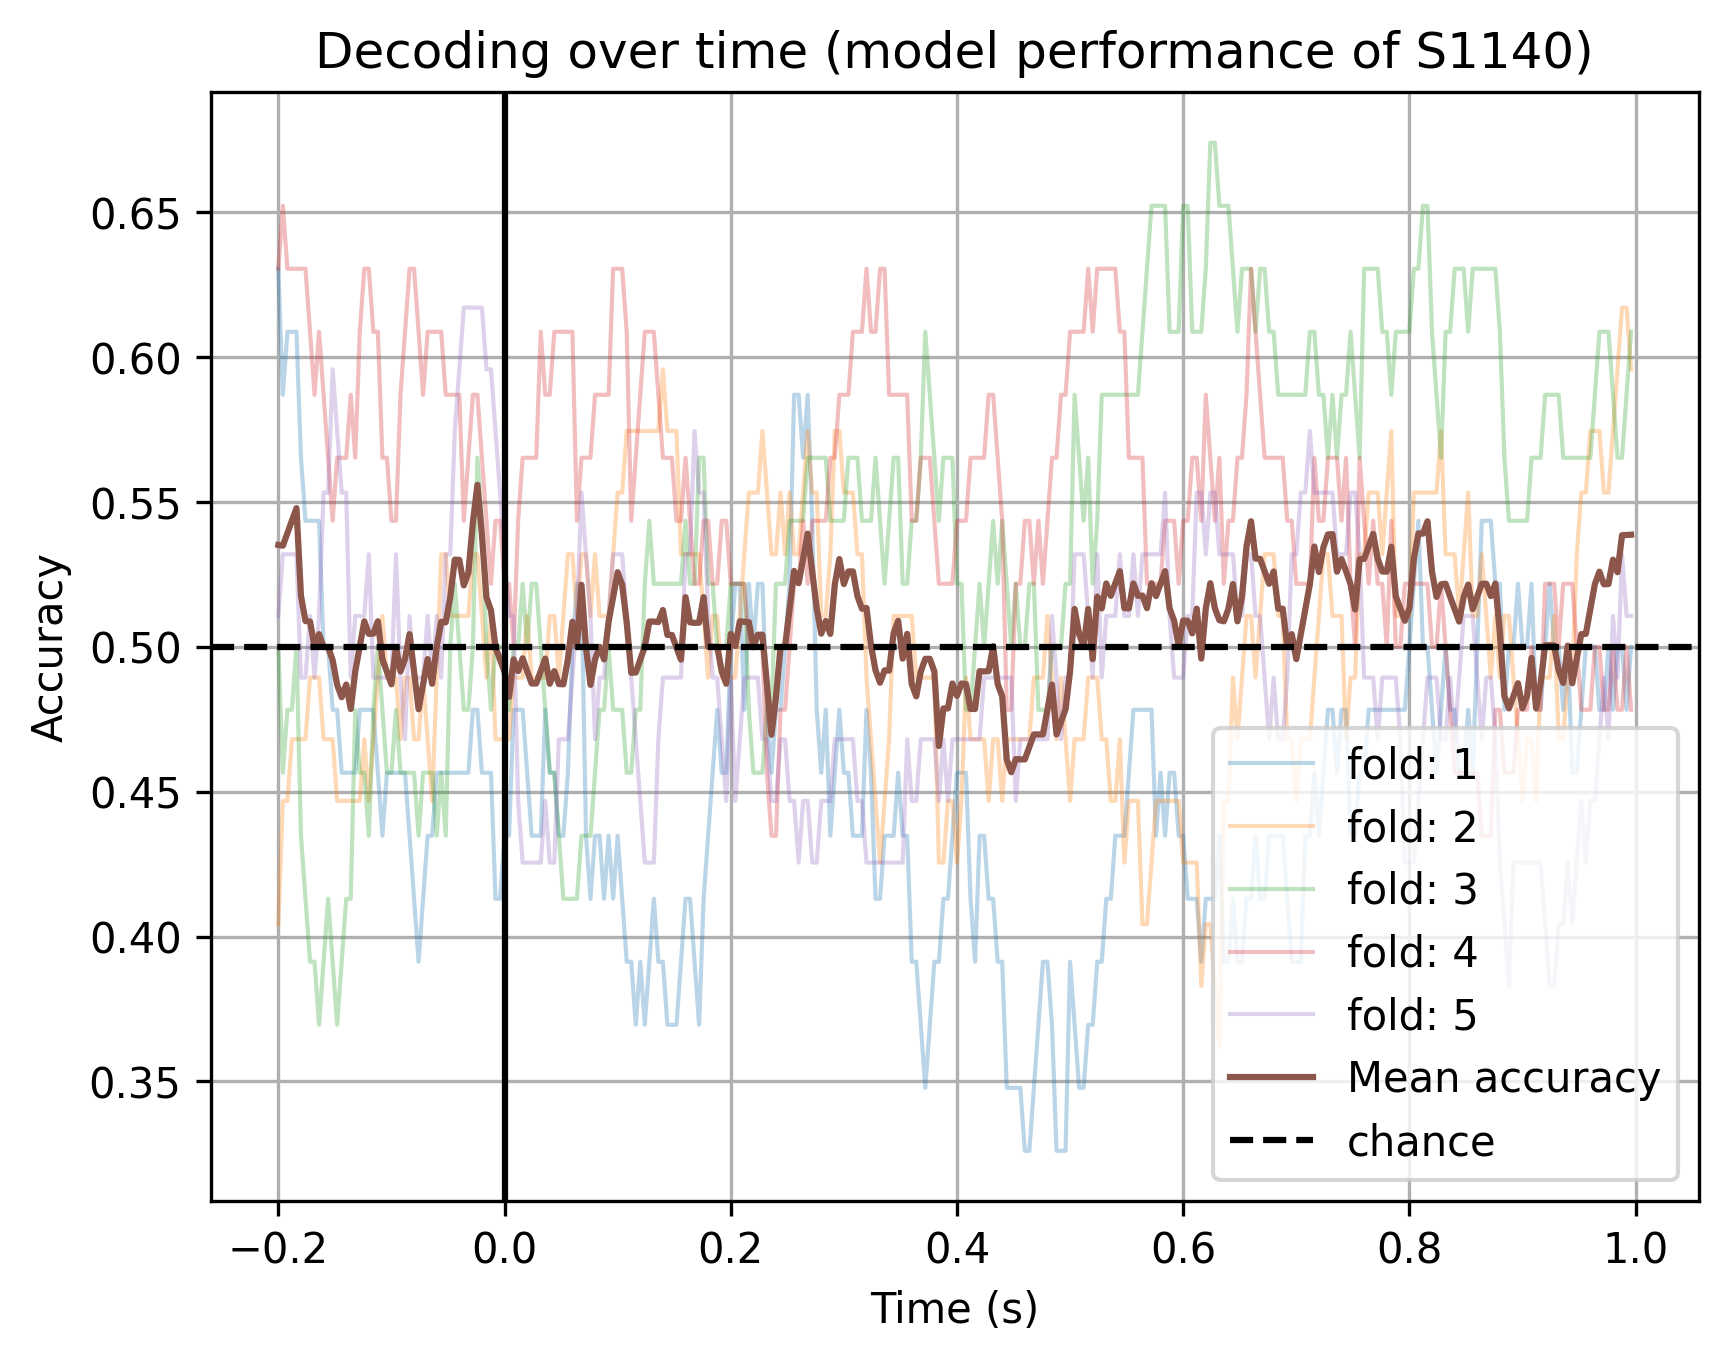 Decoding over time (model performance of S1140)
Accuracy
0.65
0.60
0.55
0.50
0.45
0.40
0.35
fold: 1
fold: 2
fold: 3
fold: 4
fold: 5
Mean accuracy
chance
−0.2 0.0 0.2 0.4 0.6 0.8 1.0
Time (s)